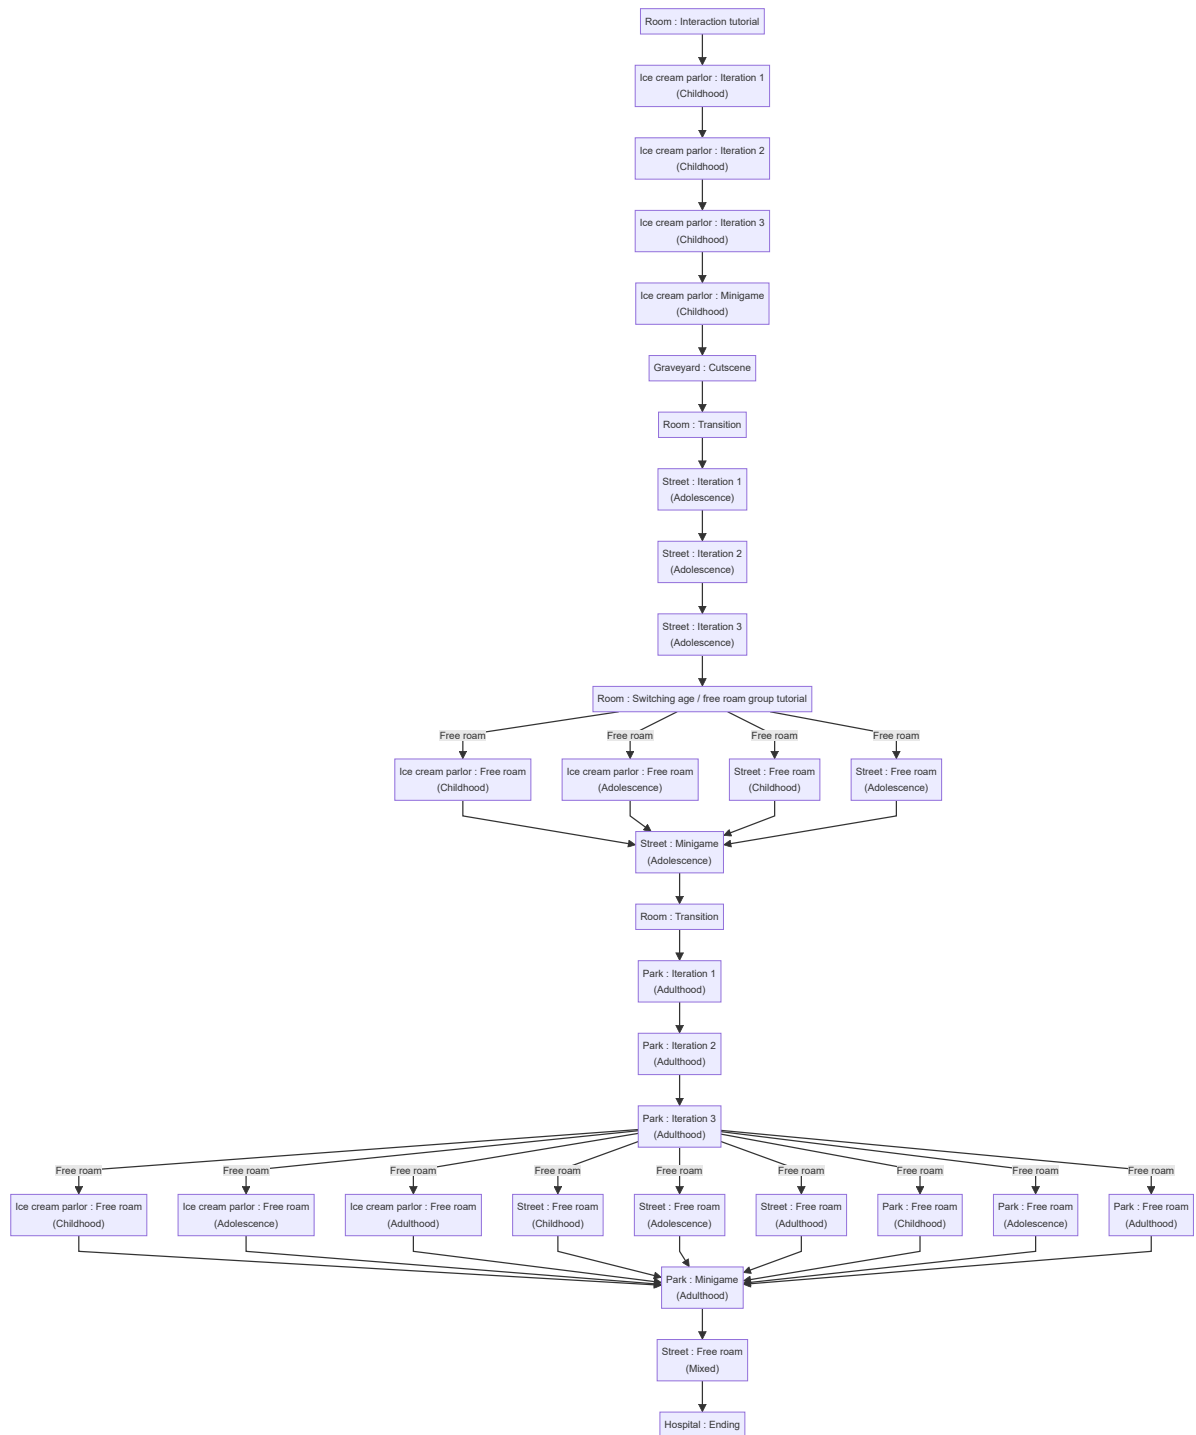 Room : Interaction tutorial
Ice cream parlor : Iteration 1
(Childhood)
Ice cream parlor : Iteration 2
(Childhood)
Ice cream parlor : Iteration 3
(Childhood)
Ice cream parlor : Minigame
(Childhood)
Graveyard : Cutscene
Room : Transition
Street : Iteration 1
(Adolescence)
Street : Iteration 2
(Adolescence)
Street : Iteration 3
(Adolescence)
Room : Switching age / free roam group tutorial
Free roam
Free roam
Free roam
Free roam
Ice cream parlor : Free roam
(Childhood)
Ice cream parlor : Free roam
(Adolescence)
Street : Free roam
(Childhood)
Street : Free roam
(Adolescence)
Street : Minigame
(Adolescence)
Room : Transition
Park : Iteration 1
(Adulthood)
Park : Iteration 2
(Adulthood)
Park : Iteration 3
(Adulthood)
Free roam
Free roam
Free roam
Free roam
Free roam
Free roam
Free roam
Free roam
Free roam
Ice cream parlor : Free roam
(Childhood)
Ice cream parlor : Free roam
(Adolescence)
Ice cream parlor : Free roam
(Adulthood)
Street : Free roam
(Childhood)
Street : Free roam
(Adolescence)
Street : Free roam
(Adulthood)
Park : Free roam
(Childhood)
Park : Free roam
(Adolescence)
Park : Free roam
(Adulthood)
Park : Minigame
(Adulthood)
Street : Free roam
(Mixed)
Hospital : Ending